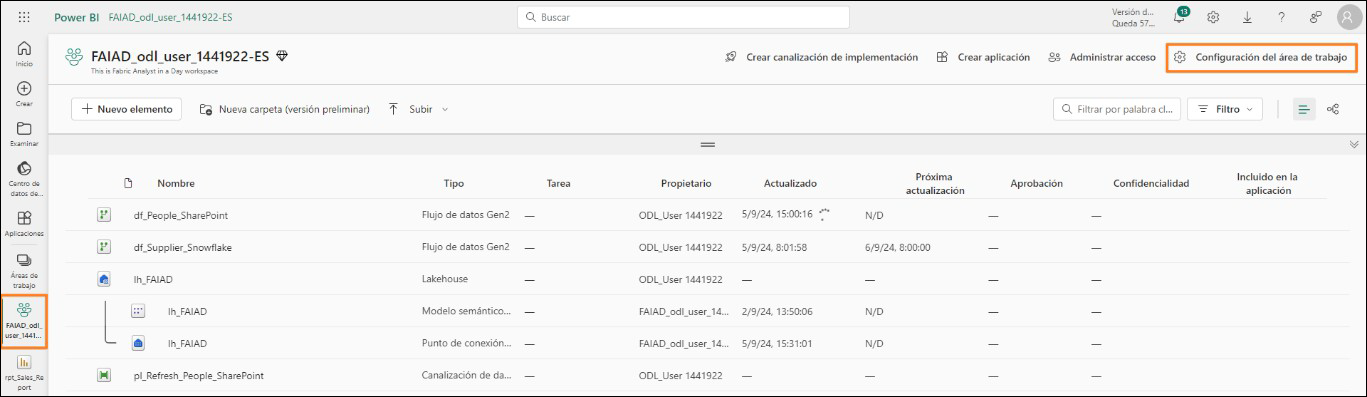 Power BI FAIAD_odl_user_1441922-ES
Buscar
Versión d...
Queda 57...
13
Inicio
Crear
Examinar
Centro de
datos de...
Aplicaciones
Áreas de
trabajo
FAIAD_odl_
user_1441...
rpt_Sales_Re
port
FAIAD_odl_user_1441922-ES
This is Fabric Analyst in a Day workspace
Crear canalización de implementación
Crear aplicación
Administrar acceso
Configuración del área de trabajo
Nuevo elemento
Nueva carpeta (versión preliminar)
Subir
Filtrar por palabra cl...
Filtro
Nombre Tipo Tarea Propietario Actualizado Próxima actualización Aprobación Confidencialidad Incluido en la aplicación
df_People_SharePoint Flujo de datos Gen2 — ODL_User 1441922 5/9/24, 15:00:16 N/D — — 
df_Supplier_Snowflake Flujo de datos Gen2 — ODL_User 1441922 5/9/24, 8:01:58 6/9/24, 8:00:00 — —
lh_FAIAD Lakehouse — ODL_User 1441922 — — — —
lh_FAIAD Modelo semántico... — FAIAD_odl_user_14... 2/9/24, 13:50:06 N/D — —
lh_FAIAD Punto de conexión... — FAIAD_odl_user_14... 5/9/24, 15:31:01 N/D — —
pl_Refresh_People_SharePoint Canalización de da... — ODL_User 1441922 — — — —